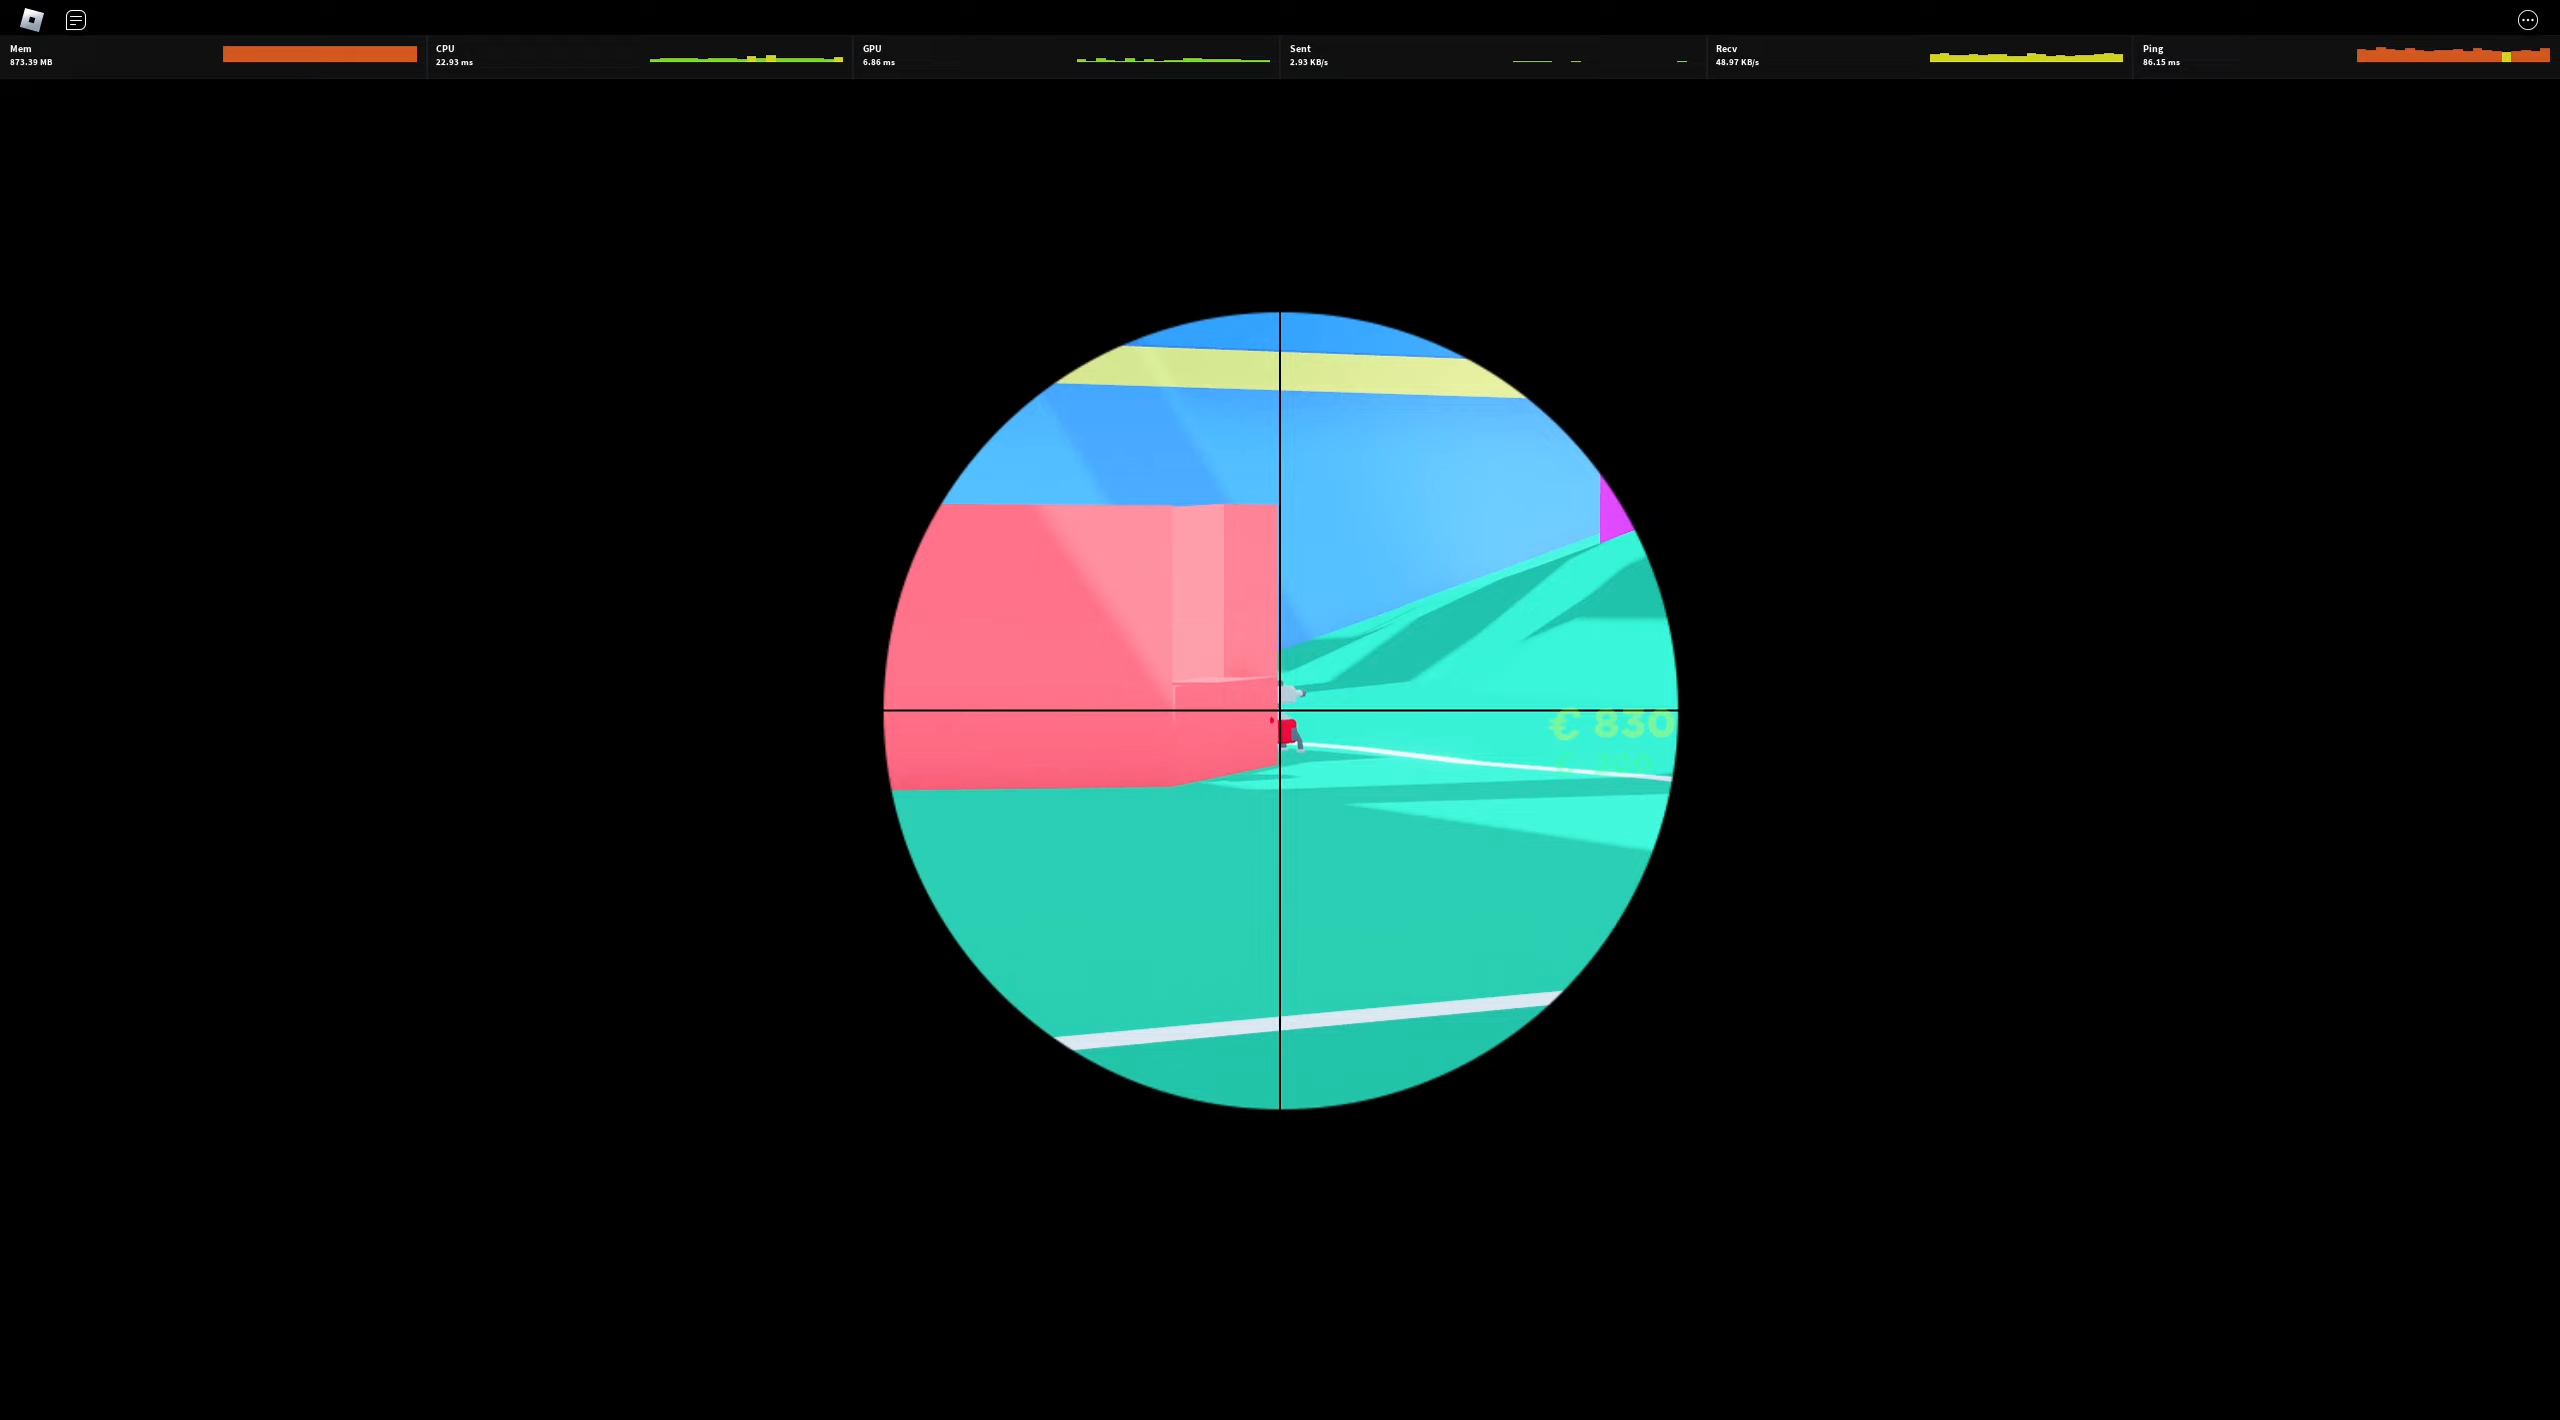 Mem
873.39 MB
CPU
22.93 ms
GPU
6.86 ms
Sent
2.93 KB/s
Recv
48.97 KB/s
Ping
86.15 ms
€ 830